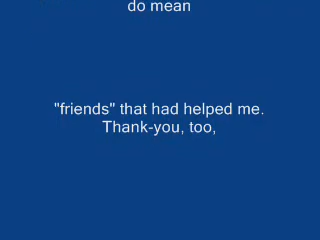 do mean
"friends" that had helped me.
Thank-you, too,